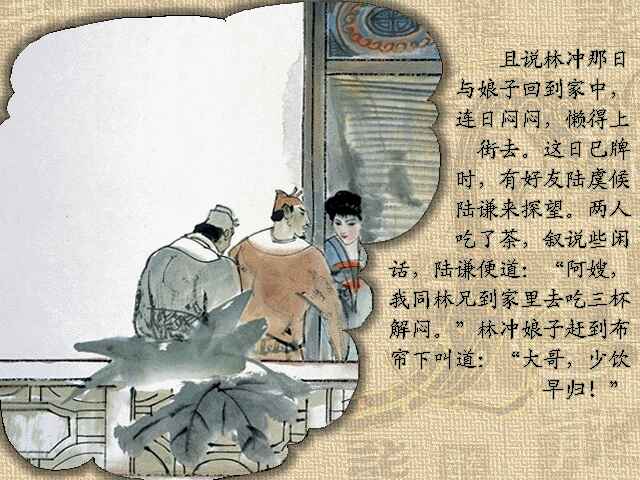 且说林冲那日
与娘子回到家中，
连日闷闷，懒得上
街去。这日巳牌
时，有好友陆虞候
陆谦来探望。两人
吃了茶，叙说些闲
话，陆谦便道：“阿嫂，
我同林兄到家里去吃三杯
解闷。”林冲娘子赶到布
帘下叫道：“大哥，少饮
早归！”